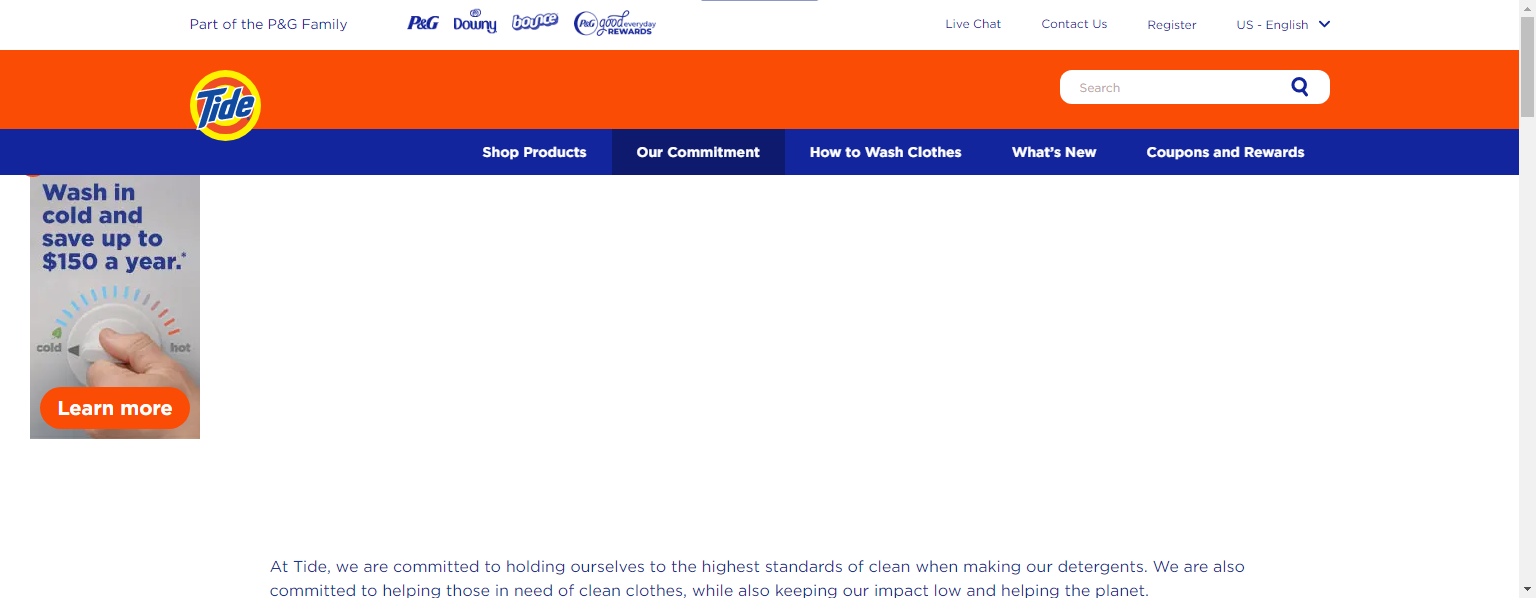 Part of the P&G Family
P&G
Downy
bounce
P&G good everyday
REWARDS
Live Chat
Contact Us
Register
US - English
Tide
Search
Shop Products
Our Commitment
How to Wash Clothes
What's New
Coupons and Rewards
Wash in
cold and
save up to
$150 a year.*
cold
hot
Learn more
At Tide, we are committed to holding ourselves to the highest standards of clean when making our detergents. We are also
committed to helping those in need of clean clothes, while also keeping our impact low and helping the planet.